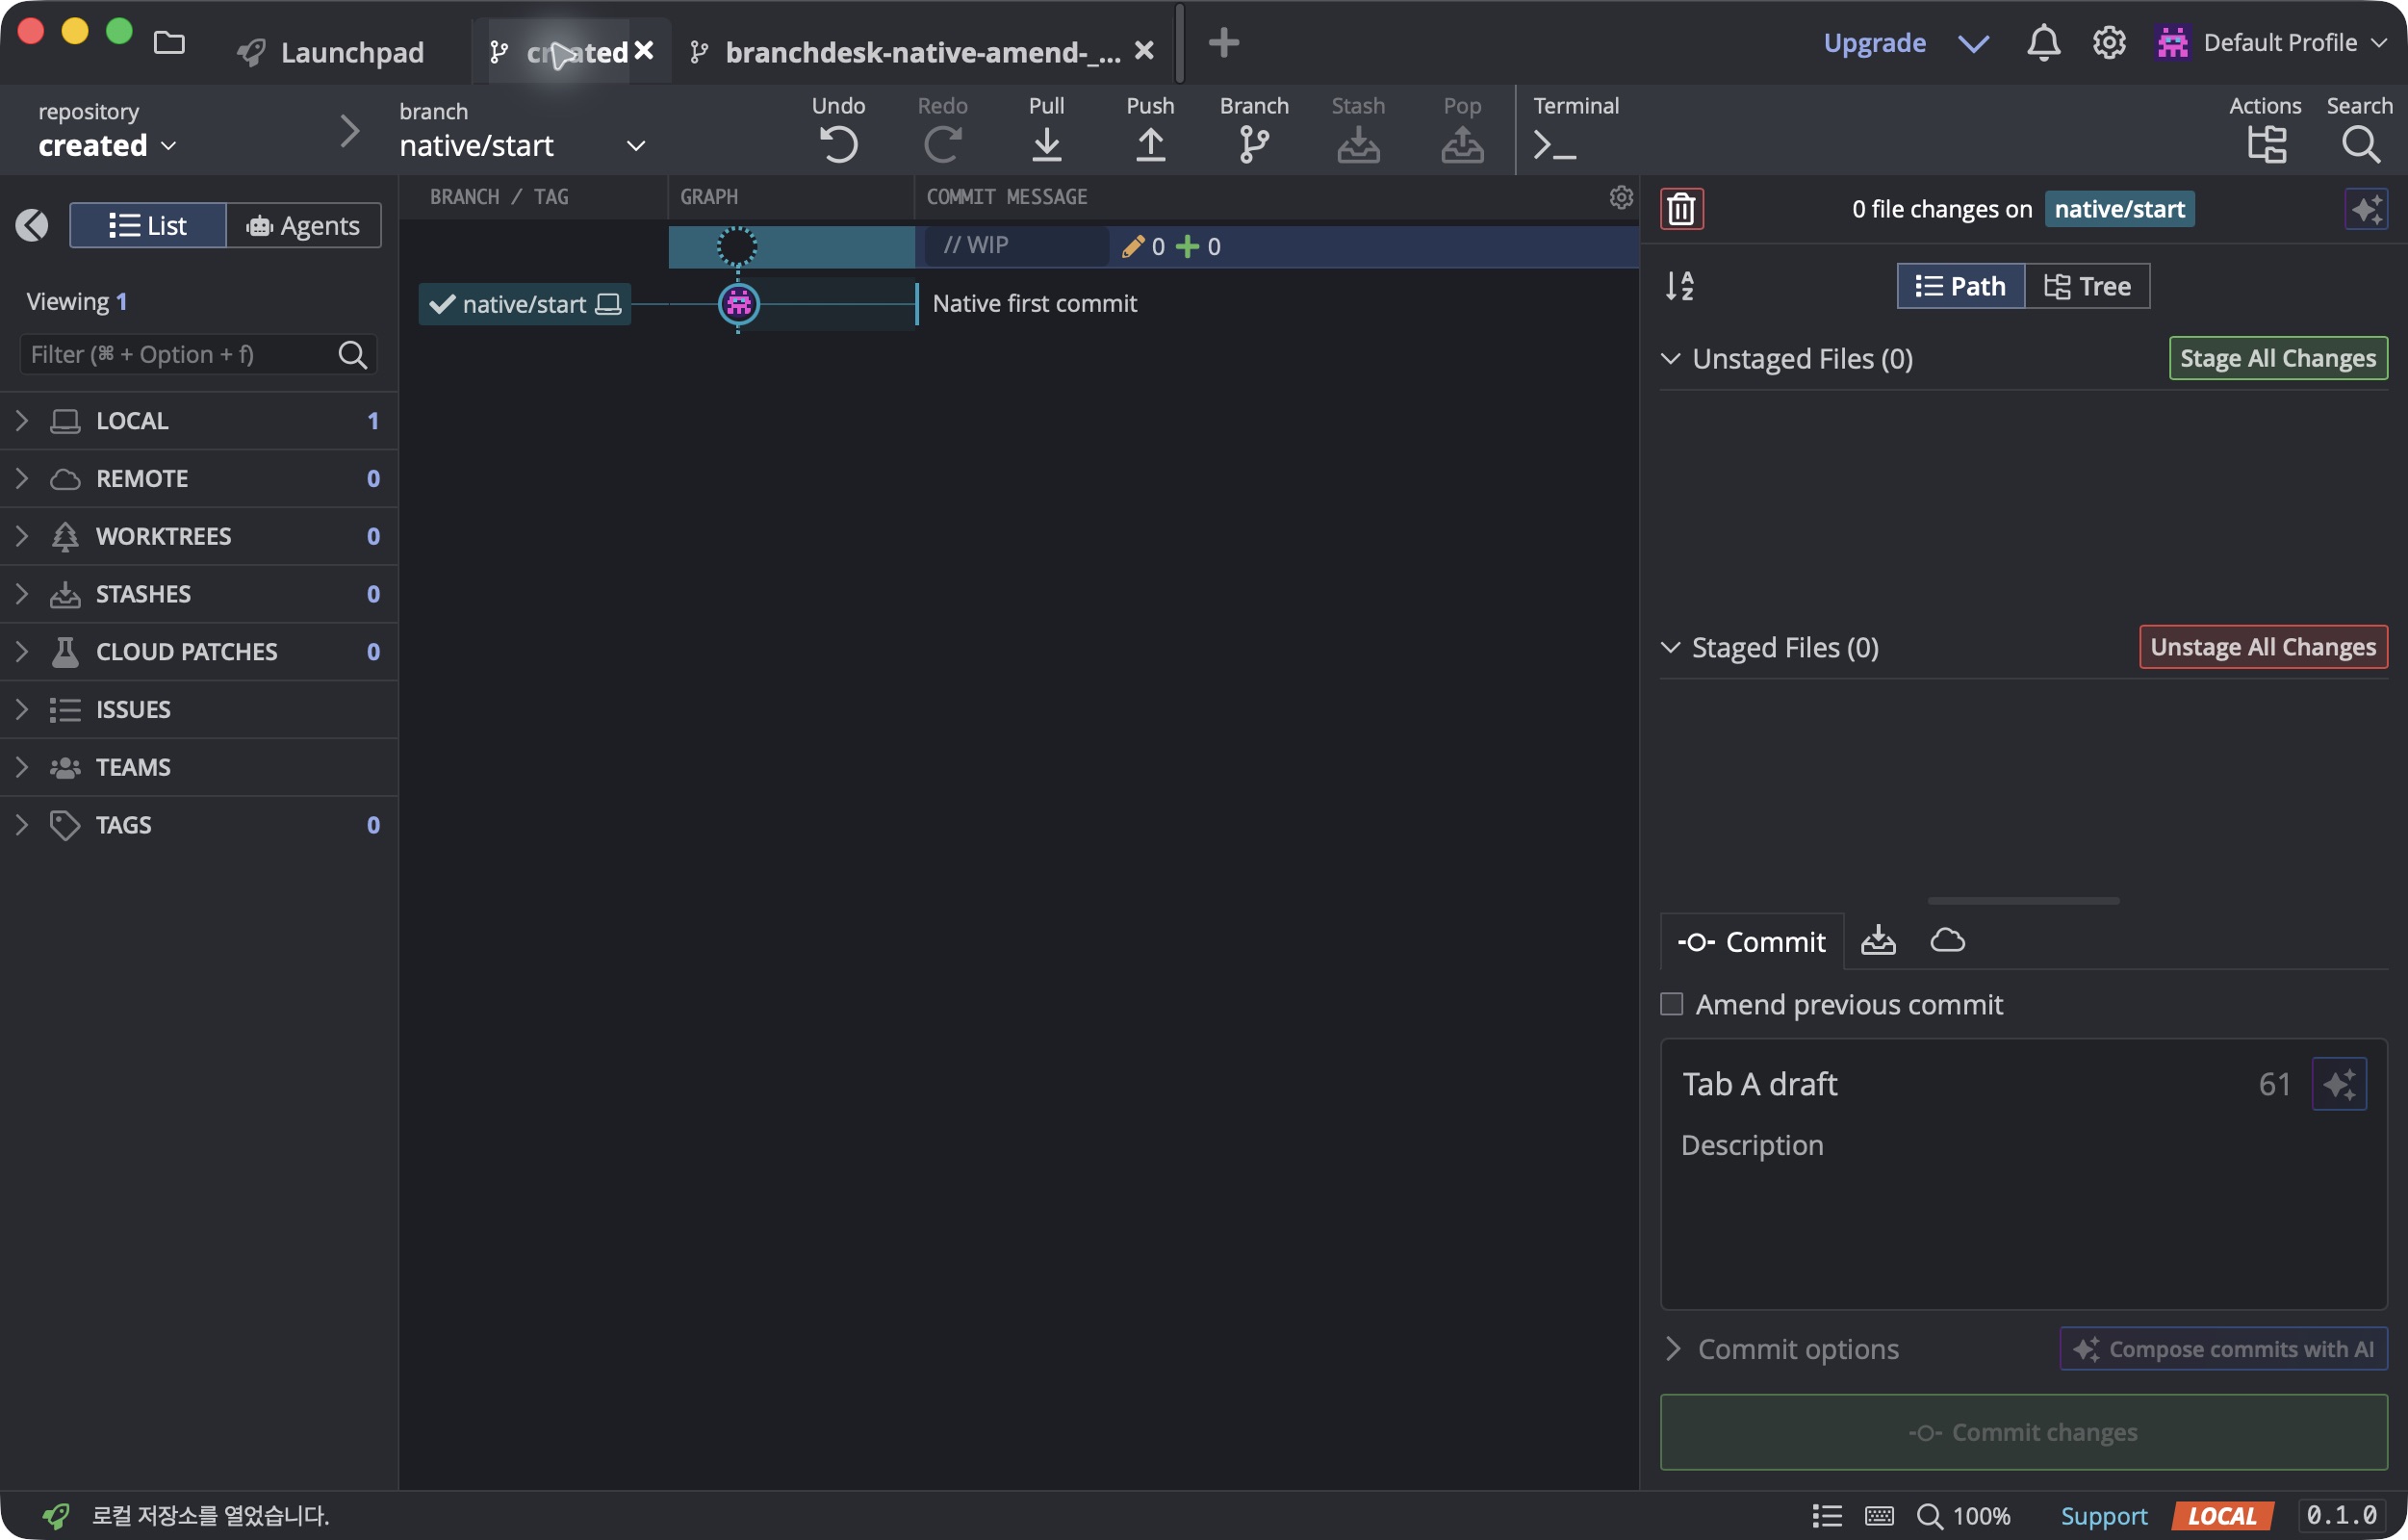 Launchpad
created
branchdesk-native-amend-_...
Upgrade
Default Profile
repository
created
branch
native/start
Undo
Redo
Pull
Push
Branch
Stash
Pop
Terminal
Actions
Search
List
Agents
Viewing 1
Filter (⌘ + Option + f)
LOCAL 1
REMOTE 0
WORKTREES 0
STASHES 0
CLOUD PATCHES 0
ISSUES
TEAMS
TAGS 0
BRANCH / TAG
GRAPH
COMMIT MESSAGE
// WIP 0 0
native/start
Native first commit
0 file changes on native/start
Path
Tree
Unstaged Files (0)
Stage All Changes
Staged Files (0)
Unstage All Changes
Commit
Amend previous commit
Tab A draft 61
Description
Commit options
Compose commits with AI
Commit changes
로컬 저장소를 열었습니다.
100%
Support
LOCAL
0.1.0